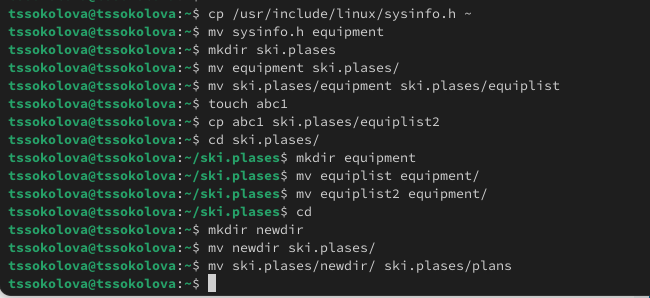 tssokolova@tssokolova:~$ cp /usr/include/linux/sysinfo.h ~
tssokolova@tssokolova:~$ mv sysinfo.h equipment
tssokolova@tssokolova:~$ mkdir ski.plases
tssokolova@tssokolova:~$ mv equipment ski.plases/
tssokolova@tssokolova:~$ mv ski.plases/equipment ski.plases/equiplist
tssokolova@tssokolova:~$ touch abc1
tssokolova@tssokolova:~$ cp abc1 ski.plases/equiplist2
tssokolova@tssokolova:~$ cd ski.plases/
tssokolova@tssokolova:~/ski.plases$ mkdir equipment
tssokolova@tssokolova:~/ski.plases$ mv equiplist equipment/
tssokolova@tssokolova:~/ski.plases$ mv equiplist2 equipment/
tssokolova@tssokolova:~/ski.plases$ cd
tssokolova@tssokolova:~$ mkdir newdir
tssokolova@tssokolova:~$ mv newdir ski.plases/
tssokolova@tssokolova:~$ mv ski.plases/newdir/ ski.plases/plans
tssokolova@tssokolova:~$